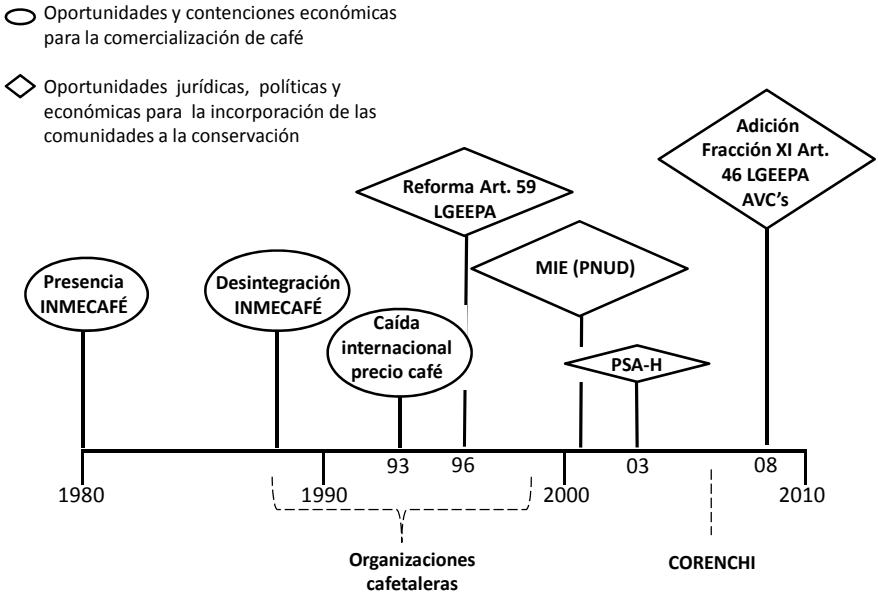 Oportunidades y contenciones económicas
para la comercialización de café
Oportunidades jurídicas, políticas y
económicas para la incorporación de las
comunidades a la conservación
Adición
Fracción XI Art.
46 LGEEPA
AVC's
Reforma Art. 59
LGEEPA
MIE (PNUD)
Presencia
INMECAFÉ
Desintegración
INMECAFÉ
Caída
internacional
precio café
PSA-H
93
96
03
08
1980
1990
2000
2010
Organizaciones
cafetaleras
CORENCHI